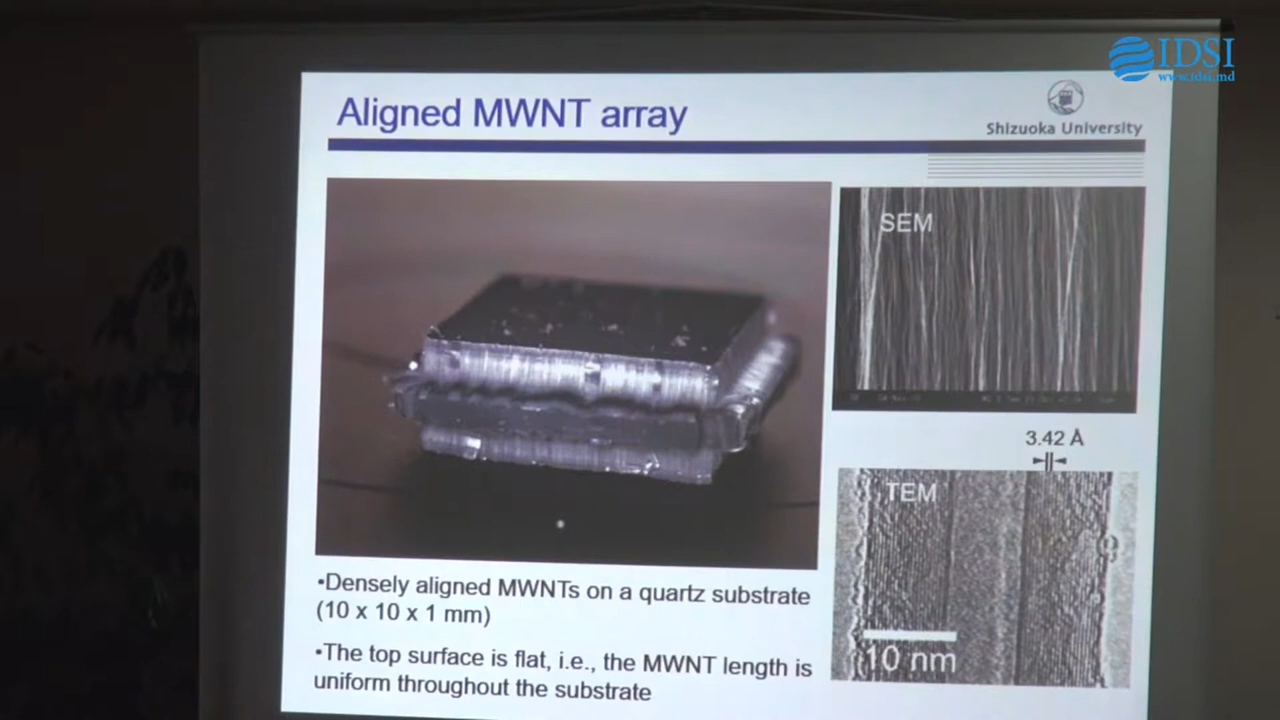 IDSI
www.idsi.md
Aligned MWNT array
Shizuoka University
SEM
3.42 Å
TEM
10 nm
•Densely aligned MWNTs on a quartz substrate
(10 x 10 x 1 mm)
•The top surface is flat, i.e., the MWNT length is
uniform throughout the substrate